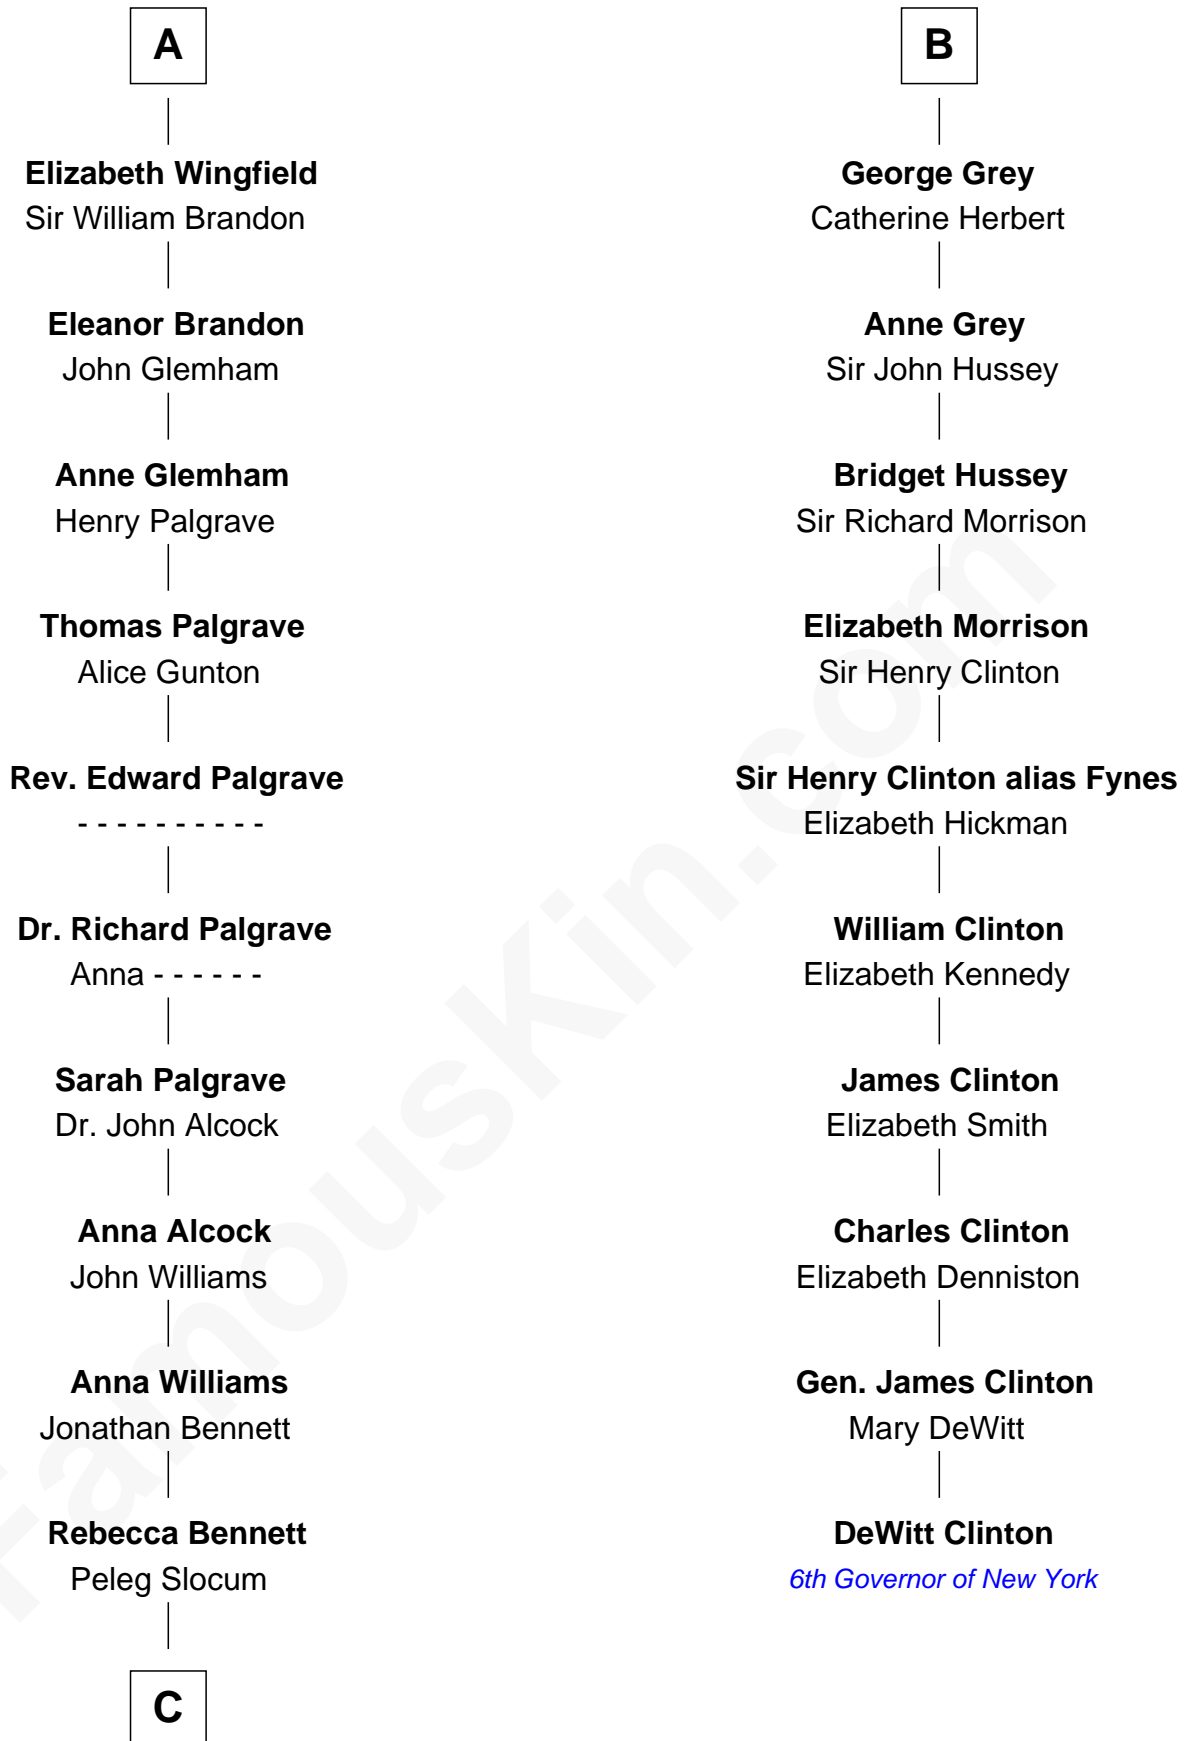 A
Elizabeth Wingfield
Sir William Brandon
Eleanor Brandon
John Glemham
Anne Glemham
Henry Palgrave
Thomas Palgrave
Alice Gunton
Rev. Edward Palgrave
- - - - - - - - - -
Dr. Richard Palgrave
Anna - - - - - -
Sarah Palgrave
Dr. John Alcock
Anna Alcock
John Williams
Anna Williams
Jonathan Bennett
Rebecca Bennett
Peleg Slocum
C
B
George Grey
Catherine Herbert
Anne Grey
Sir John Hussey
Bridget Hussey
Sir Richard Morrison
Elizabeth Morrison
Sir Henry Clinton
Sir Henry Clinton alias Fynes
Elizabeth Hickman
William Clinton
Elizabeth Kennedy
James Clinton
Elizabeth Smith
Charles Clinton
Elizabeth Denniston
Gen. James Clinton
Mary DeWitt
DeWitt Clinton
6th Governor of New York
FamousKin.com